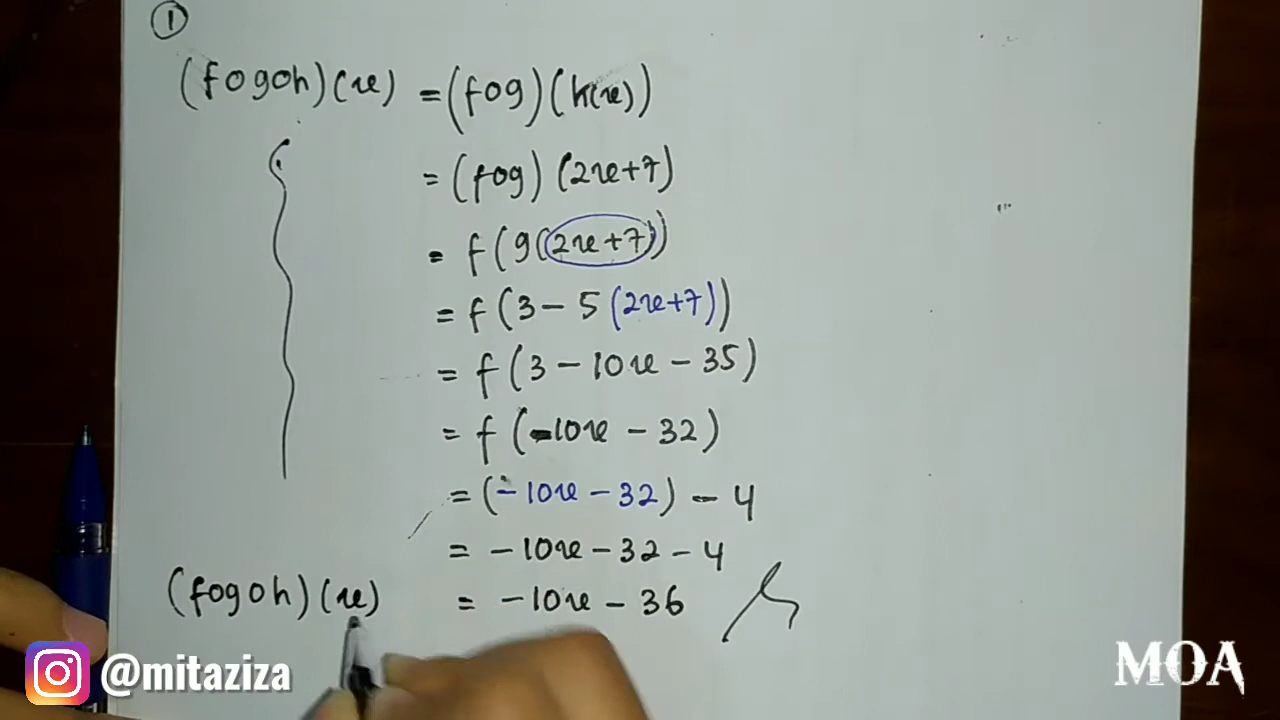 1
(fogoh)(x) = (fog)(h(x))
= (fog) (2x+7)
= f(g(2x+7))
= f(3 - 5(2x+7))
= f(3 - 10x - 35)
= f(-10x - 32)
= (-10x - 32) - 4
= -10x - 32 - 4
(fogoh)(x) = -10x - 36
@mitaziza
MOA